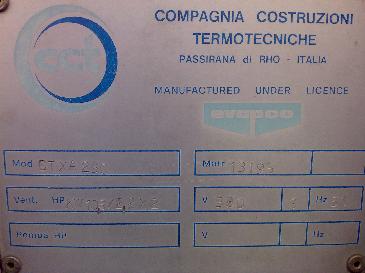 CCT
COMPAGNIA COSTRUZIONI
TERMOTECNICHE
PASSIRANA di RHO - ITALIA
MANUFACTURED UNDER LICENCE
evapco
Mod
Matr
Vent. HP
V 380 Hz
Pompa HP V Hz